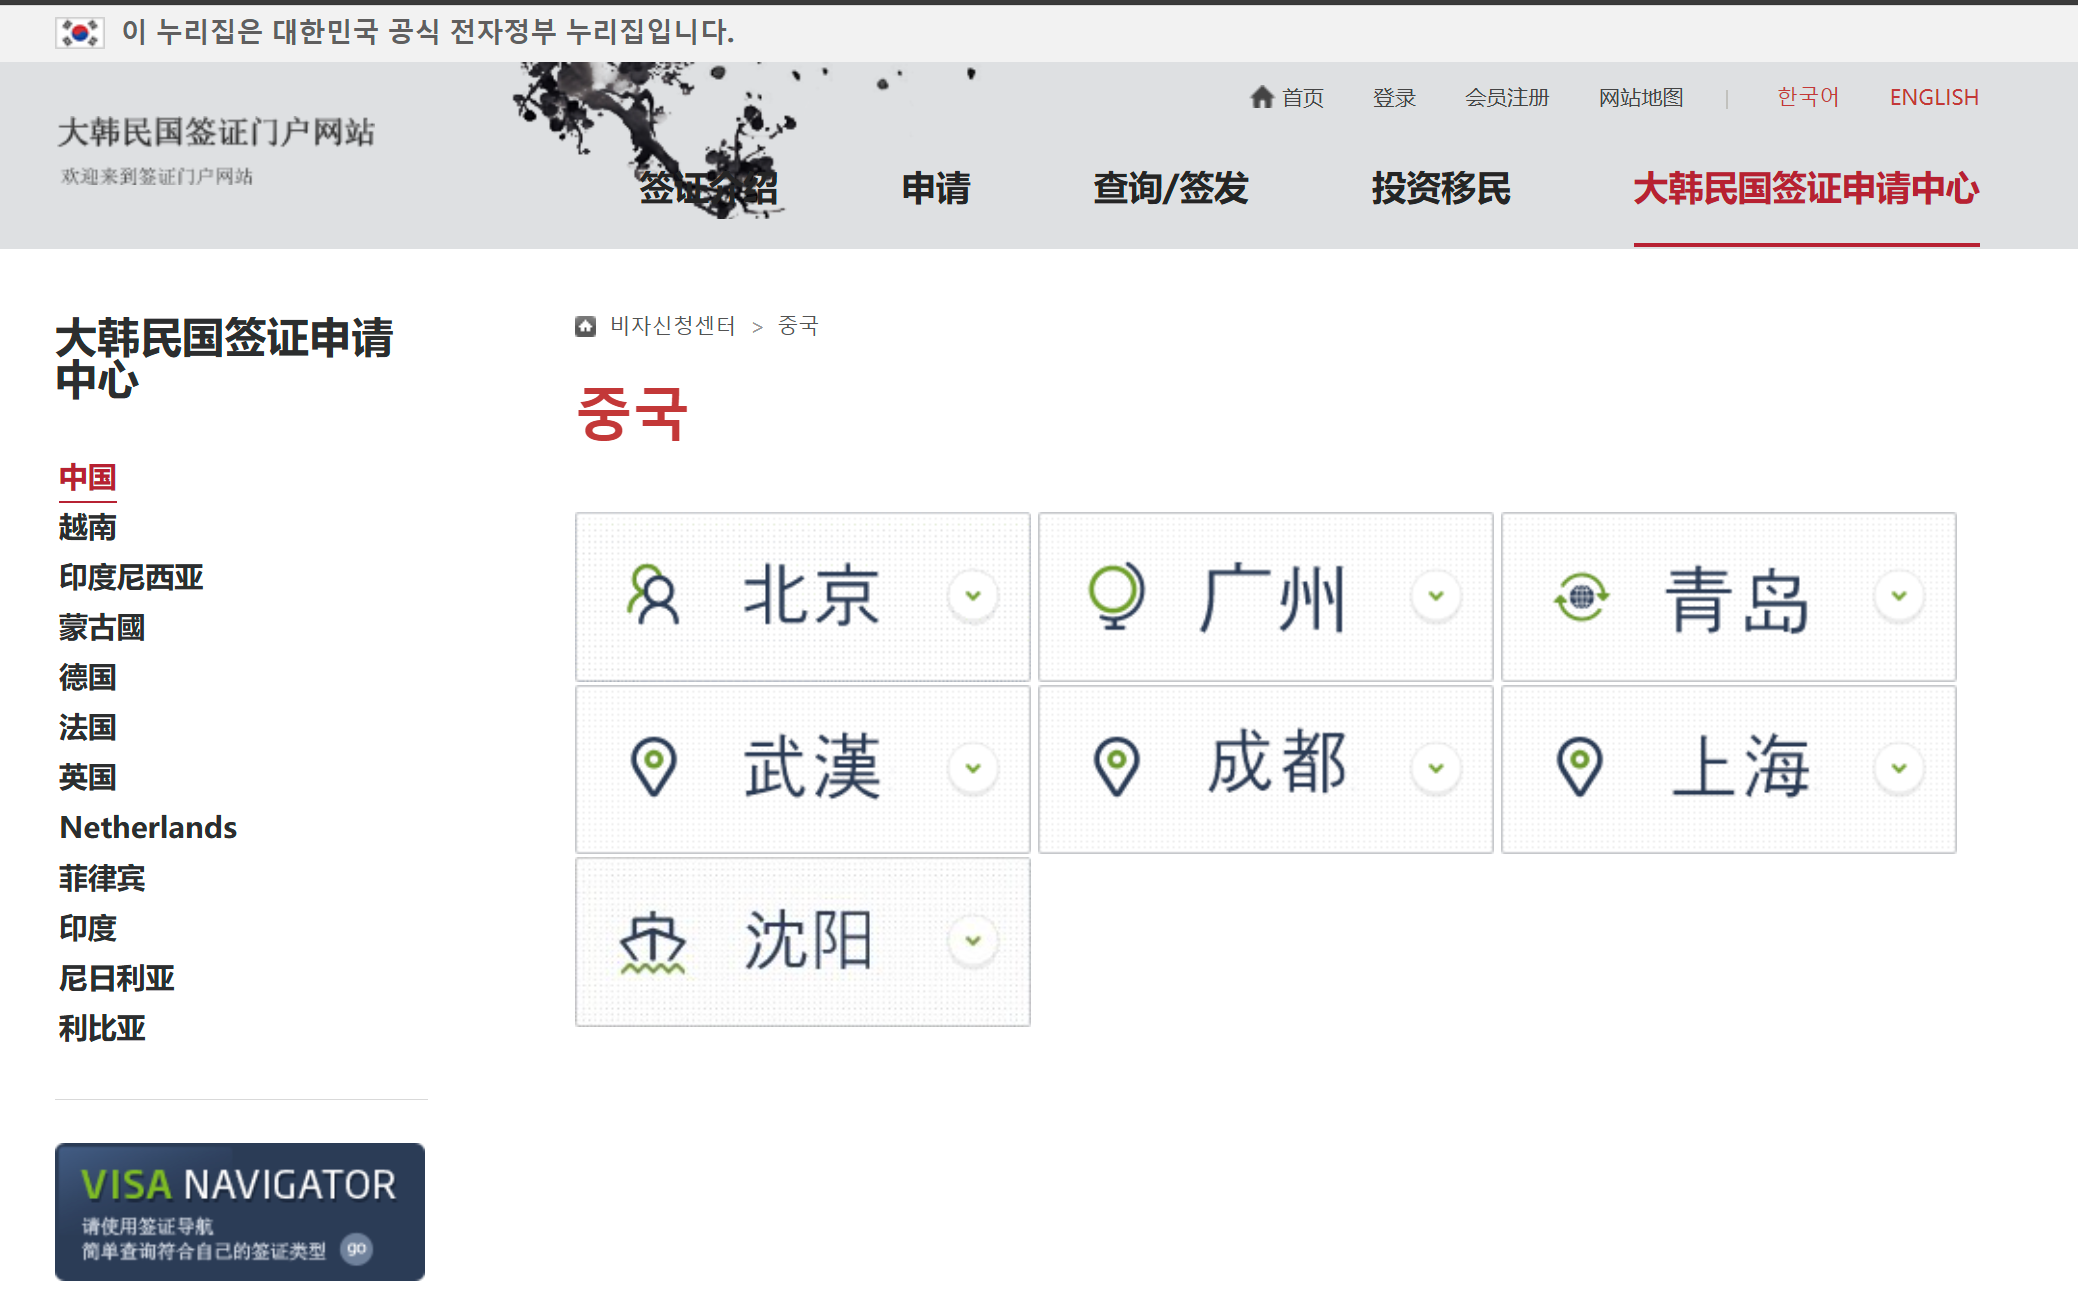 이 누리집은 대한민국 공식 전자정부 누리집입니다.
首页 登录 会员注册 网站地图 | 한국어 ENGLISH
大韩民国签证门户网站
欢迎来到签证门户网站
签证介绍 申请 查询/签发 投资移民 大韩民国签证申请中心
大韩民国签证申请
中心
中国
越南
印度尼西亚
蒙古國
德国
法国
英国
Netherlands
菲律宾
印度
尼日利亚
利比亚
VISA NAVIGATOR
请使用签证导航
简单查询符合自己的签证类型 go
비자신청센터 > 중국
중국
北京 广州 青岛
武漢 成都 上海
沈阳